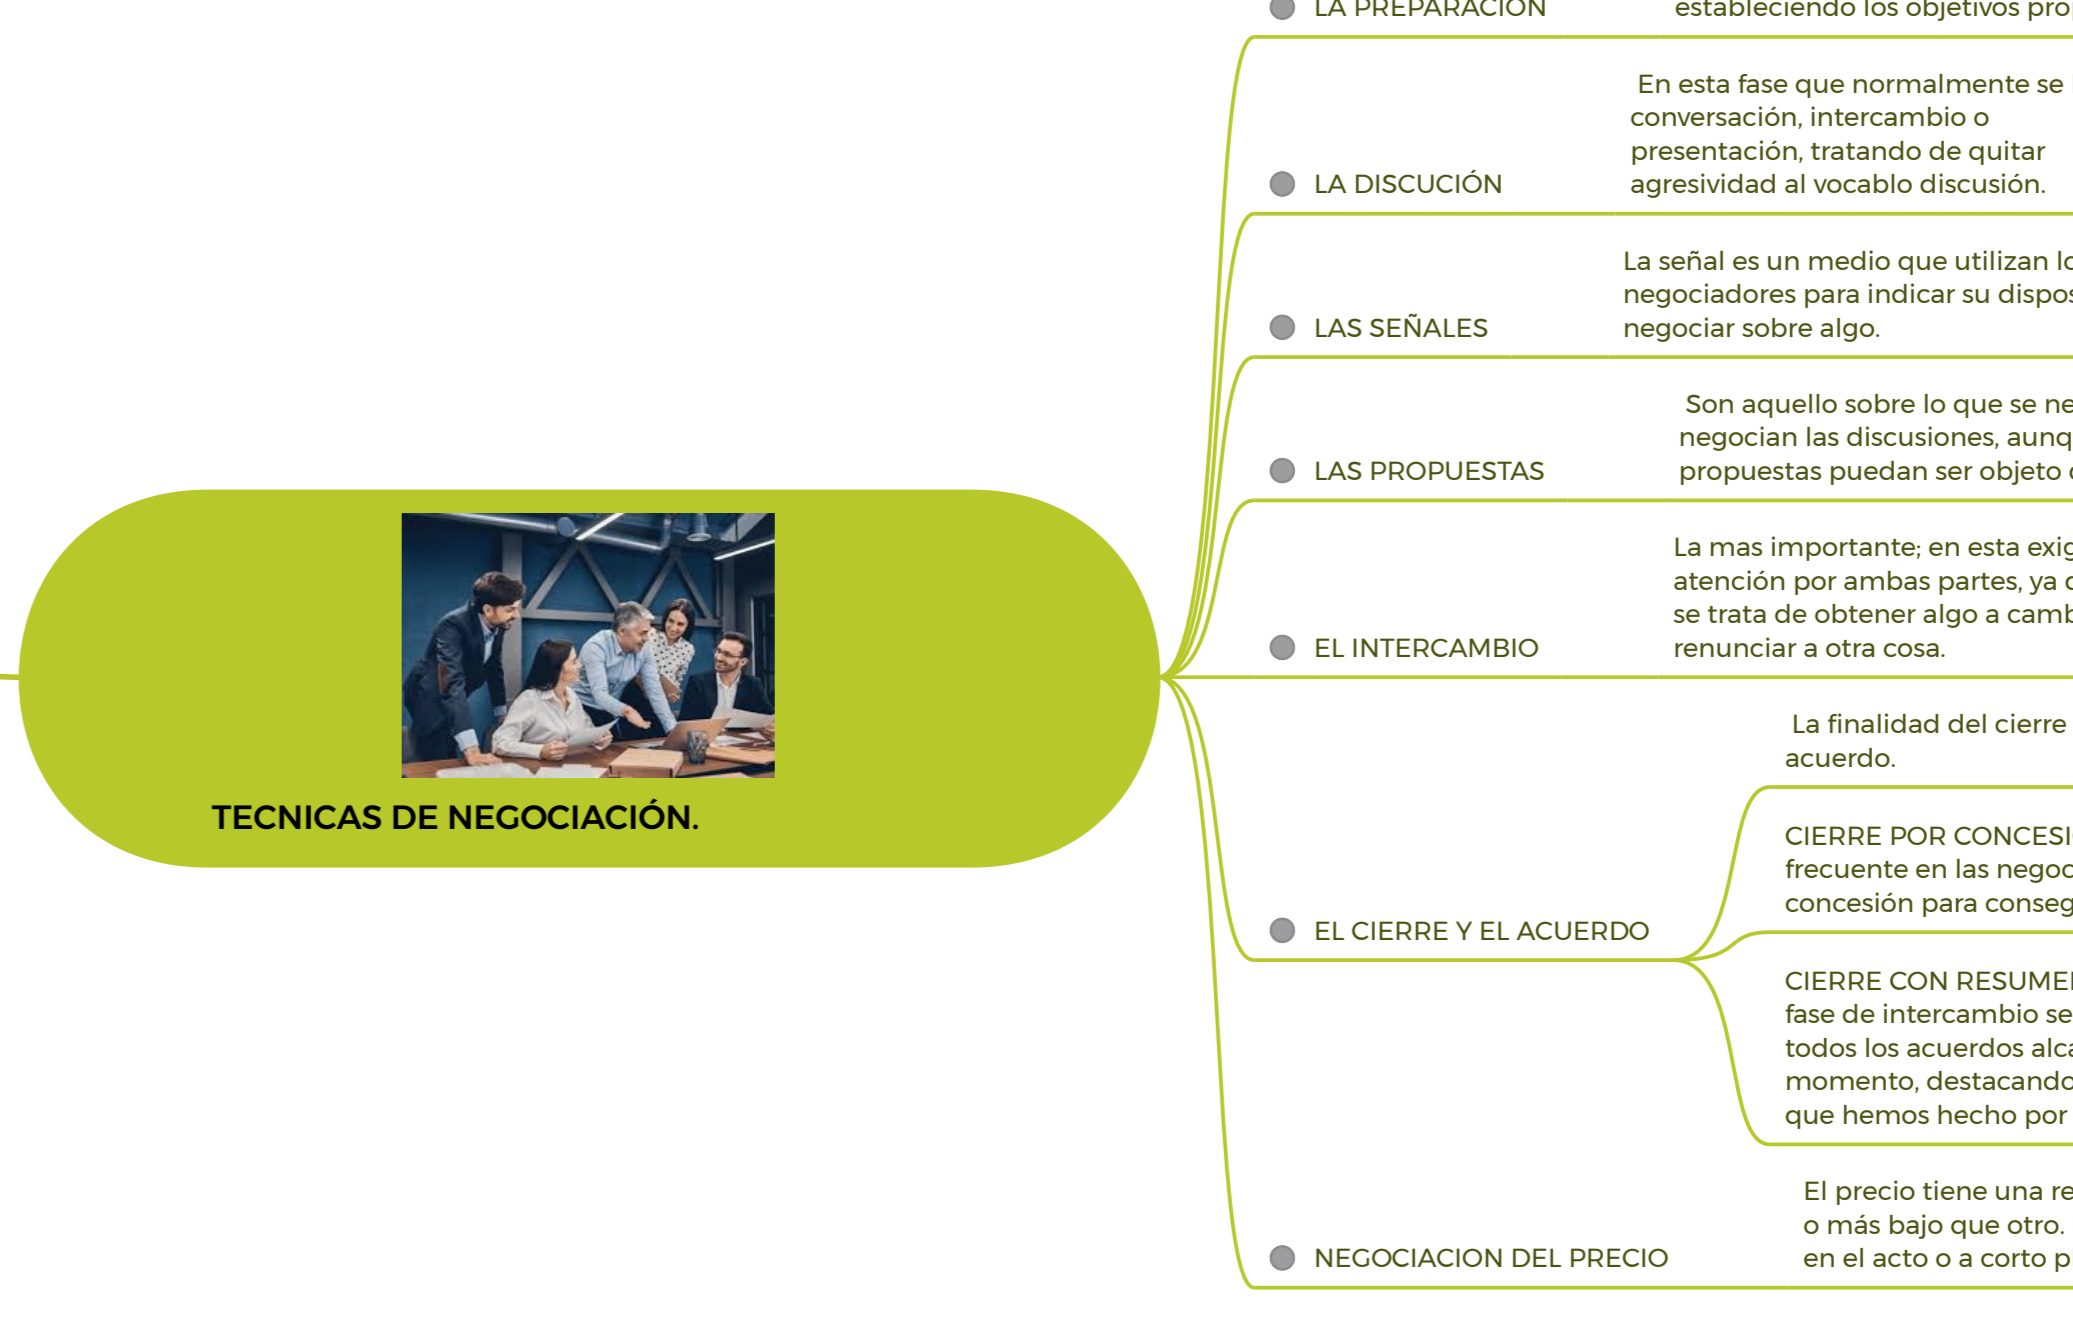 LA PREPARACIÓN
estableciendo los objetivos
En esta fase que normalmente se
conversación, intercambio o
presentación, tratando de quitar
agresividad al vocablo discusión.
LA DISCUCIÓN
La señal es un medio que utilizan
negociadores para indicar su
negociar sobre algo.
LAS SEÑALES
Son aquello sobre lo que se
negocian las discusiones,
propuestas puedan ser objeto
LAS PROPUESTAS
La mas importante; en esta
atención por ambas partes, ya
se trata de obtener algo a
renunciar a otra cosa.
EL INTERCAMBIO
TECNICAS DE NEGOCIACIÓN.
La finalidad del cierre
acuerdo.
CIERRE POR
frecuente en las
concesión para
EL CIERRE Y EL ACUERDO
CIERRE CON
fase de intercambio se
todos los acuerdos
momento,
que hemos hecho por
El precio tiene una
o más bajo que otro.
en el acto o a corto
NEGOCIACION DEL PRECIO